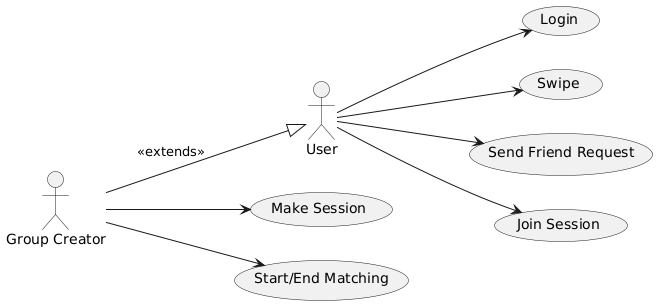 Login
Swipe
«extends»
User
Send Friend Request
Group Creator
Make Session
Join Session
Start/End Matching